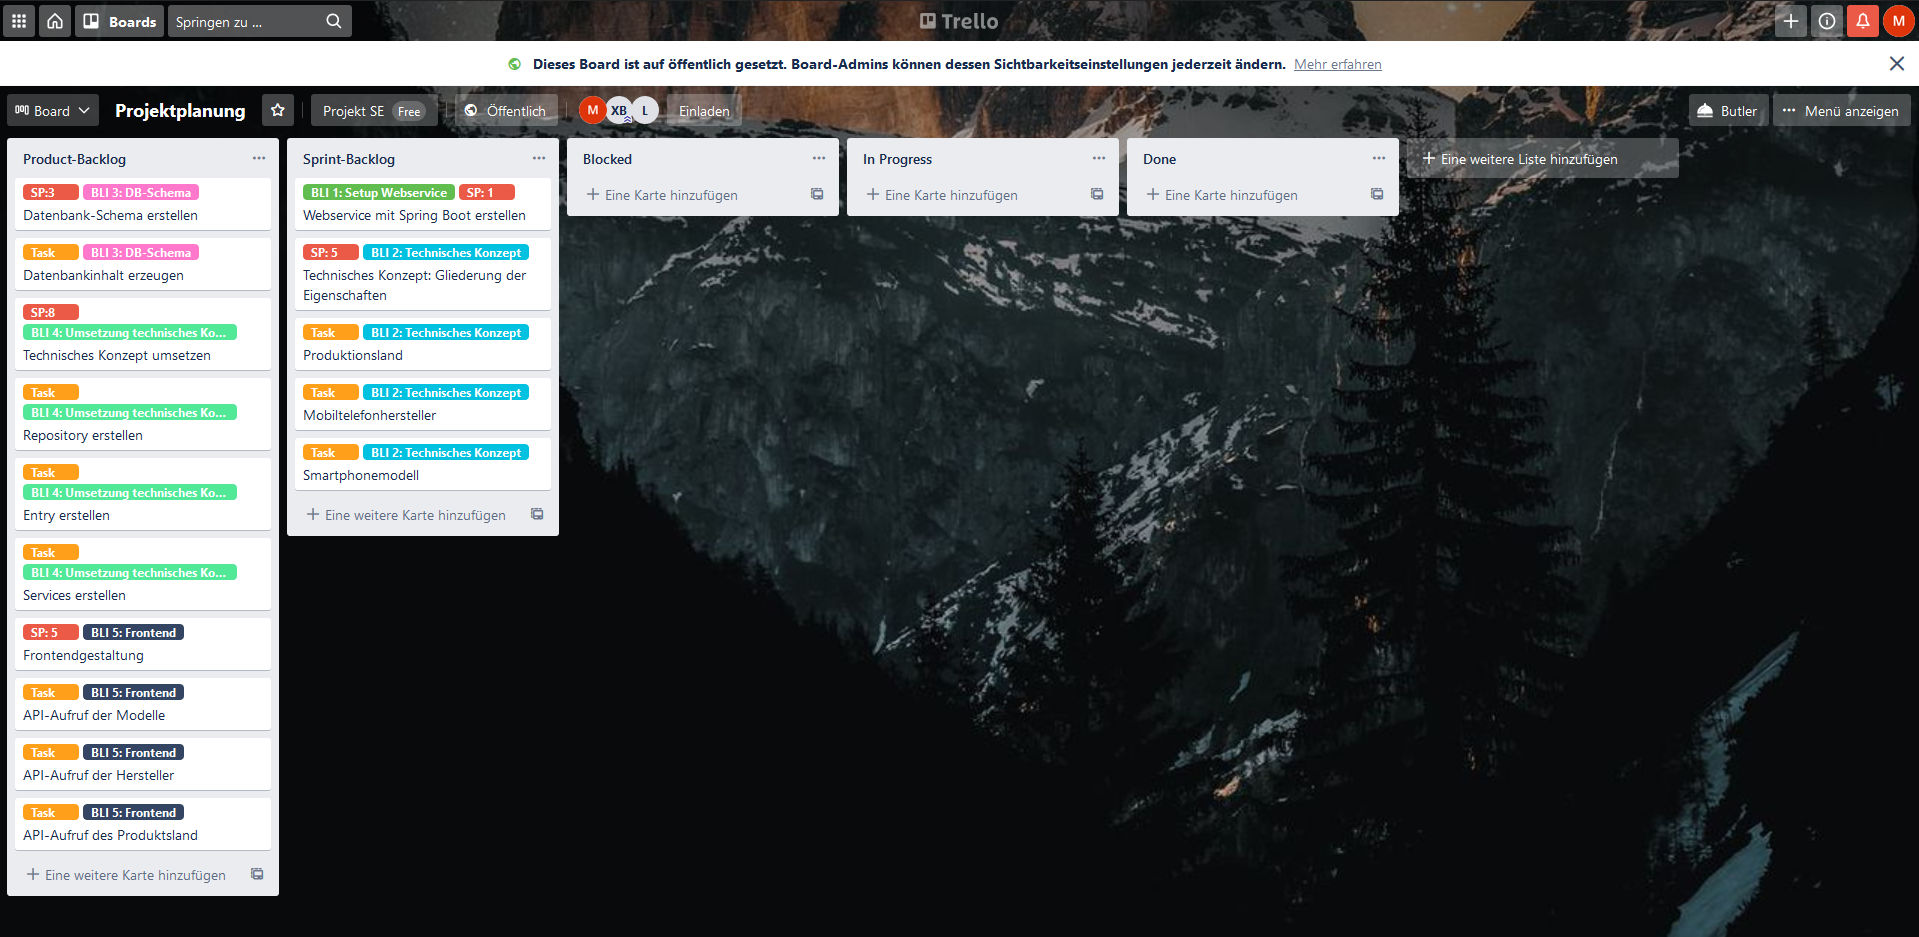 Boards
Springen zu ...
Trello
M
Dieses Board ist auf öffentlich gesetzt. Board-Admins können dessen Sichtbarkeitseinstellungen jederzeit ändern. Mehr erfahren
Board
Projektplanung
Projekt SE Free
Öffentlich
M XB L
Einladen
Butler
Menü anzeigen
Product-Backlog
SP:3 BLI 3: DB-Schema
Datenbank-Schema erstellen
Task BLI 3: DB-Schema
Datenbankinhalt erzeugen
SP:8
BLI 4: Umsetzung technisches Ko...
Technisches Konzept umsetzen
Task
BLI 4: Umsetzung technisches Ko...
Repository erstellen
Task
BLI 4: Umsetzung technisches Ko...
Entry erstellen
Task
BLI 4: Umsetzung technisches Ko...
Services erstellen
SP: 5 BLI 5: Frontend
Frontendgestaltung
Task BLI 5: Frontend
API-Aufruf der Modelle
Task BLI 5: Frontend
API-Aufruf der Hersteller
Task BLI 5: Frontend
API-Aufruf des Produktsland
+ Eine weitere Karte hinzufügen
Sprint-Backlog
BLI 1: Setup Webservice SP: 1
Webservice mit Spring Boot erstellen
SP: 5 BLI 2: Technisches Konzept
Technisches Konzept: Gliederung der
Eigenschaften
Task BLI 2: Technisches Konzept
Produktionsland
Task BLI 2: Technisches Konzept
Mobiltelefonhersteller
Task BLI 2: Technisches Konzept
Smartphonemodell
+ Eine weitere Karte hinzufügen
Blocked
+ Eine Karte hinzufügen
In Progress
+ Eine Karte hinzufügen
Done
+ Eine Karte hinzufügen
+ Eine weitere Liste hinzufügen